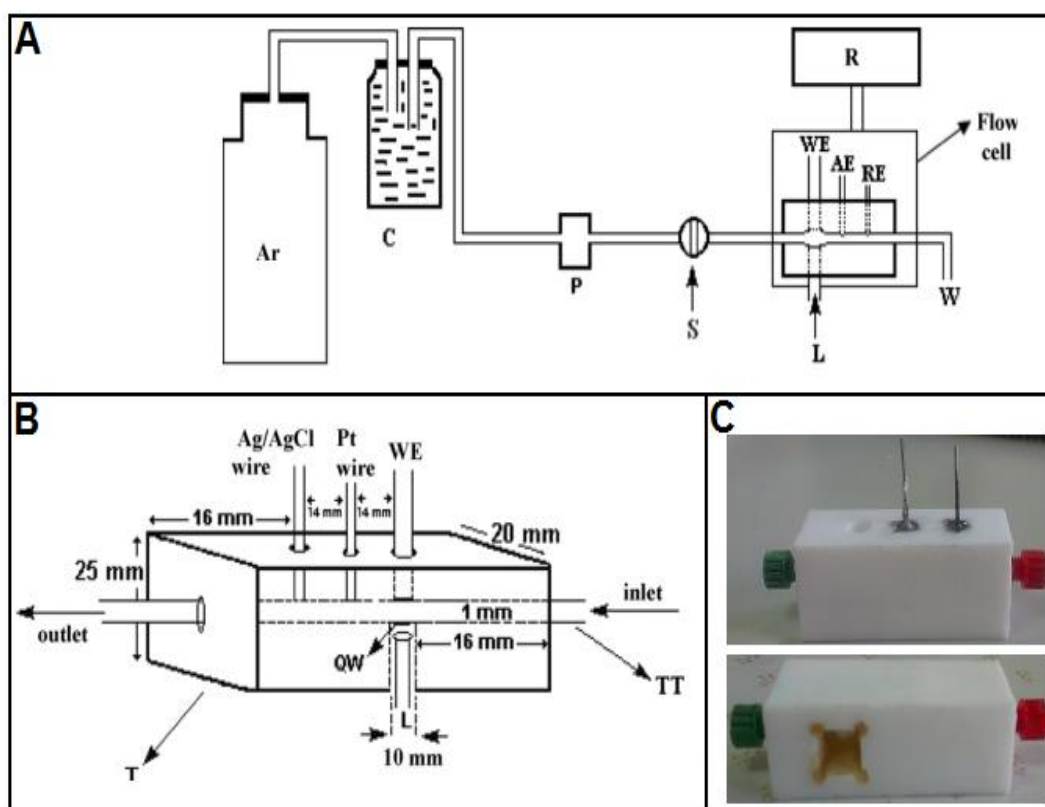 A
R
Flow
cell
WE
AE
RE
Ar
C
P
S
L
W
B
Ag/AgCl
wire
Pt
wire
WE
14 mm
14 mm
16 mm
20 mm
25 mm
inlet
1 mm
outlet
16 mm
QW
TT
L
10 mm
T
C